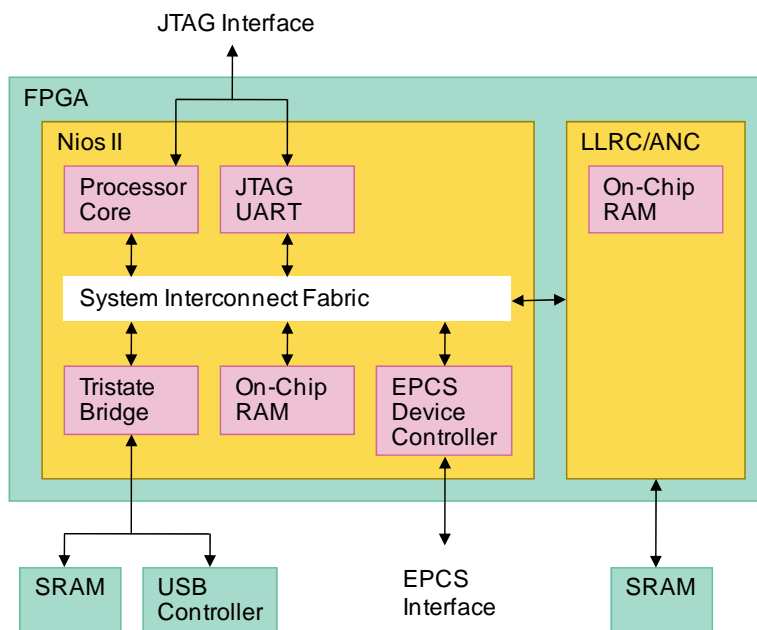 JTAG Interface
FPGA
Nios II
LLRC/ANC
Processor
Core
JTAG
UART
On-Chip
RAM
System Interconnect Fabric
Tristate
Bridge
On-Chip
RAM
EPCS
Device
Controller
SRAM
USB
Controller
EPCS
Interface
SRAM